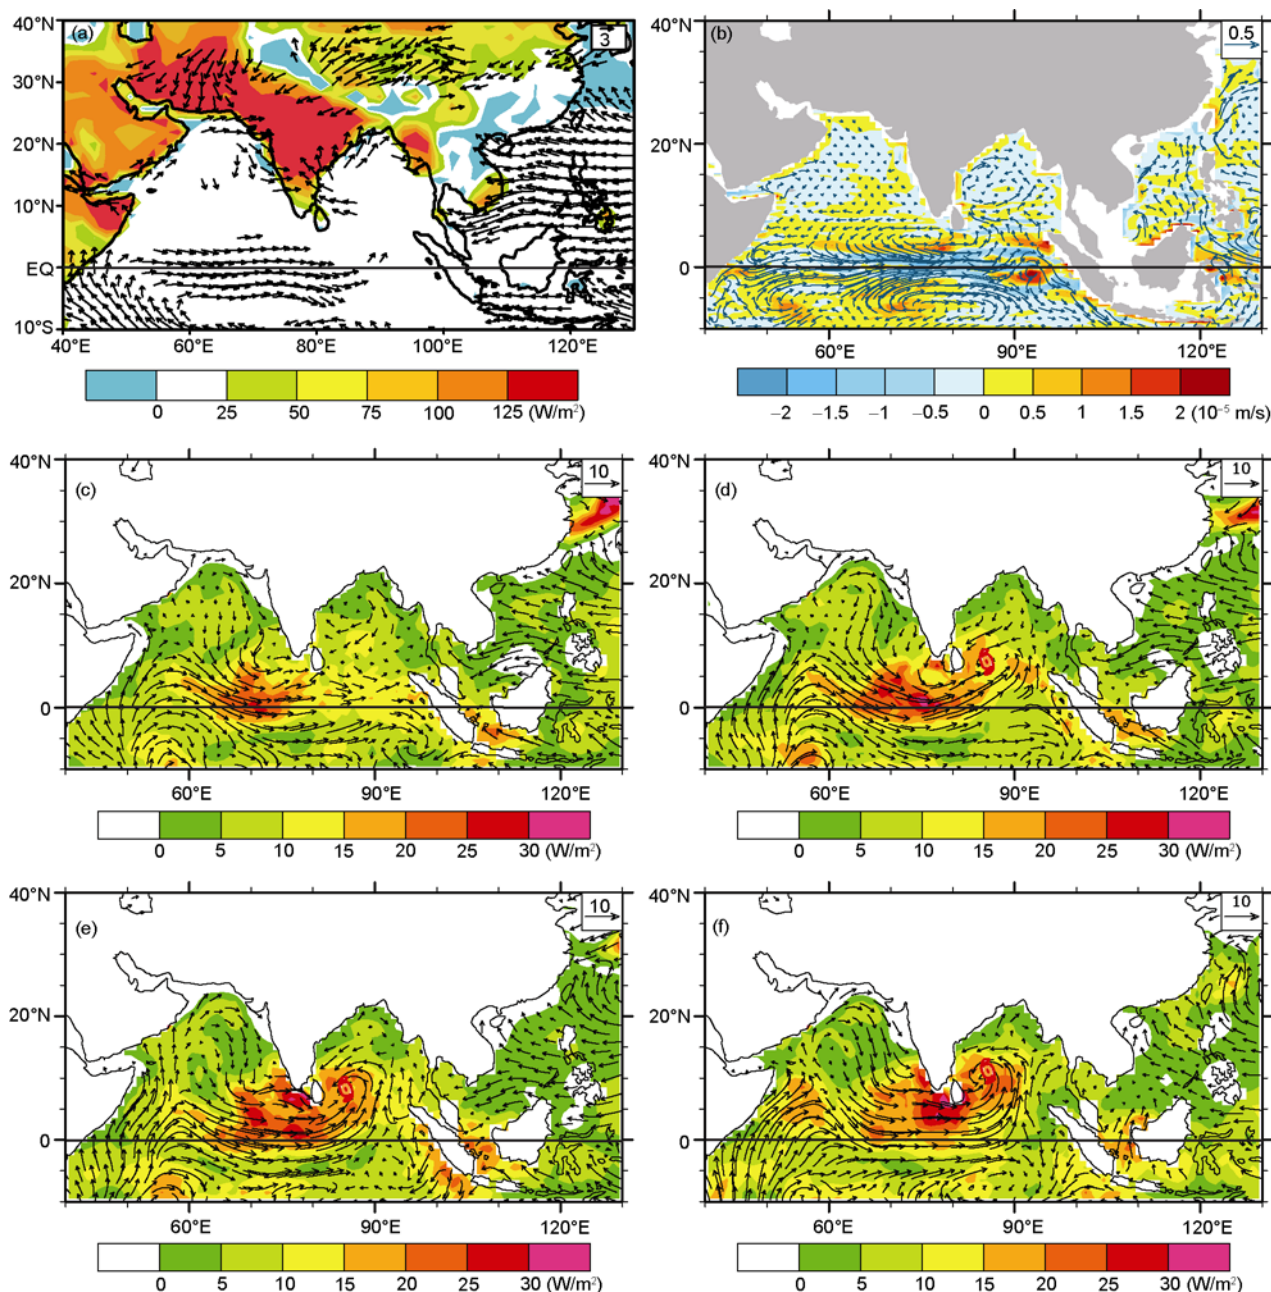 40°N (a) 3
30°N
20°N
10°N
EQ
10°S
40°E 60°E 80°E 100°E 120°E
0 25 50 75 100 125 (W/m²)
40°N (b) 0.5
20°N
0
60°E 90°E 120°E
−2 −1.5 −1 −0.5 0 0.5 1 1.5 2 (10⁻⁵ m/s)
40°N (c) 10
20°N
0
60°E 90°E 120°E
0 5 10 15 20 25 30 (W/m²)
40°N (d) 10
20°N
0
60°E 90°E 120°E
0 5 10 15 20 25 30 (W/m²)
40°N (e) 10
20°N
0
60°E 90°E 120°E
0 5 10 15 20 25 30 (W/m²)
40°N (f) 10
20°N
0
60°E 90°E 120°E
0 5 10 15 20 25 30 (W/m²)